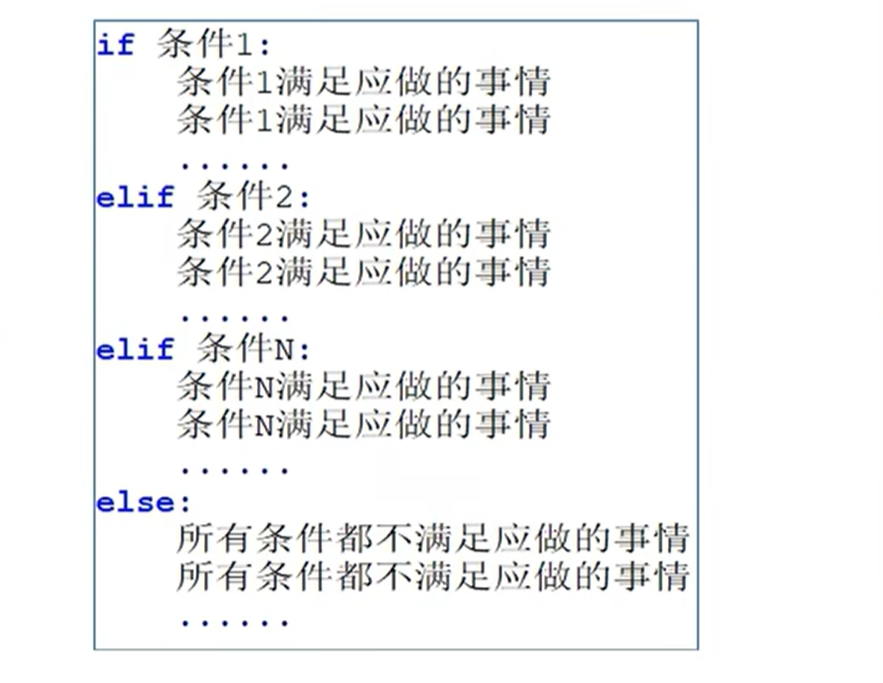 if 条件1:
    条件1满足应做的事情
    条件1满足应做的事情
    ......
elif 条件2:
    条件2满足应做的事情
    条件2满足应做的事情
    ......
elif 条件N:
    条件N满足应做的事情
    条件N满足应做的事情
    ......
else:
    所有条件都不满足应做的事情
    所有条件都不满足应做的事情
    ......